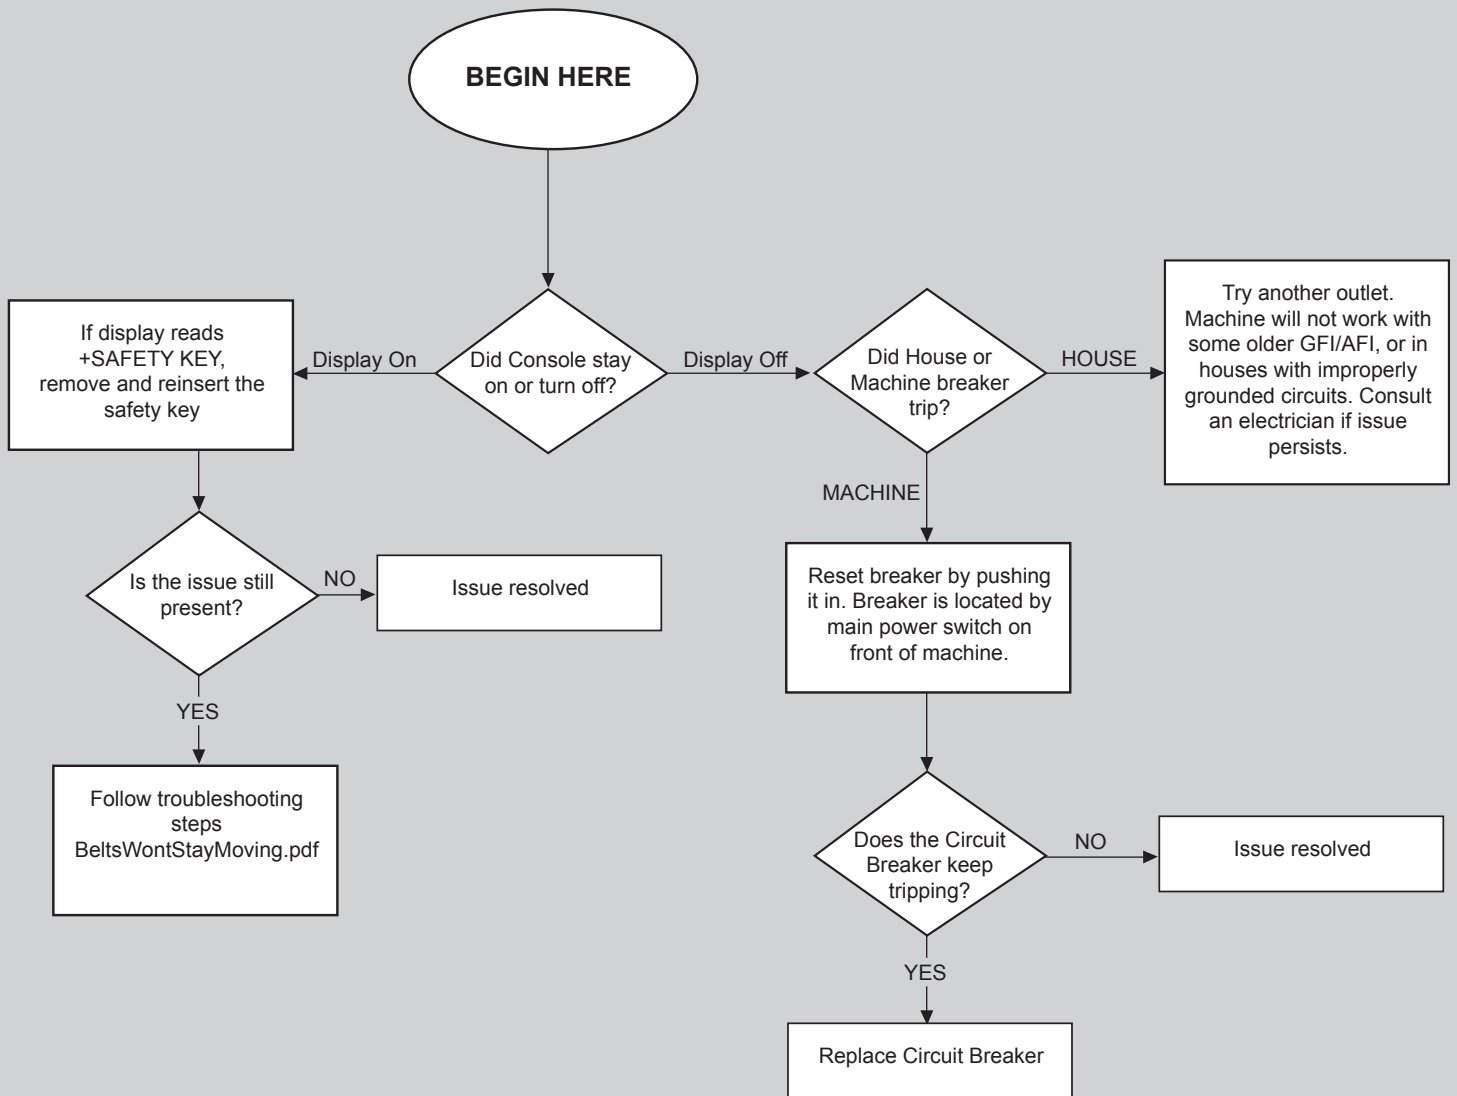 BEGIN HERE
If display reads
+SAFETY KEY,
remove and reinsert the
safety key
Display On
Did Console stay
on or turn off?
Display Off
Did House or
Machine breaker
trip?
HOUSE
Try another outlet.
Machine will not work with
some older GFI/AFI, or in
houses with improperly
grounded circuits. Consult
an electrician if issue
persists.
MACHINE
Is the issue still
present?
NO
Issue resolved
Reset breaker by pushing
it in. Breaker is located by
main power switch on
front of machine.
YES
Follow troubleshooting
steps
BeltsWontStayMoving.pdf
Does the Circuit
Breaker keep
tripping?
NO
Issue resolved
YES
Replace Circuit Breaker